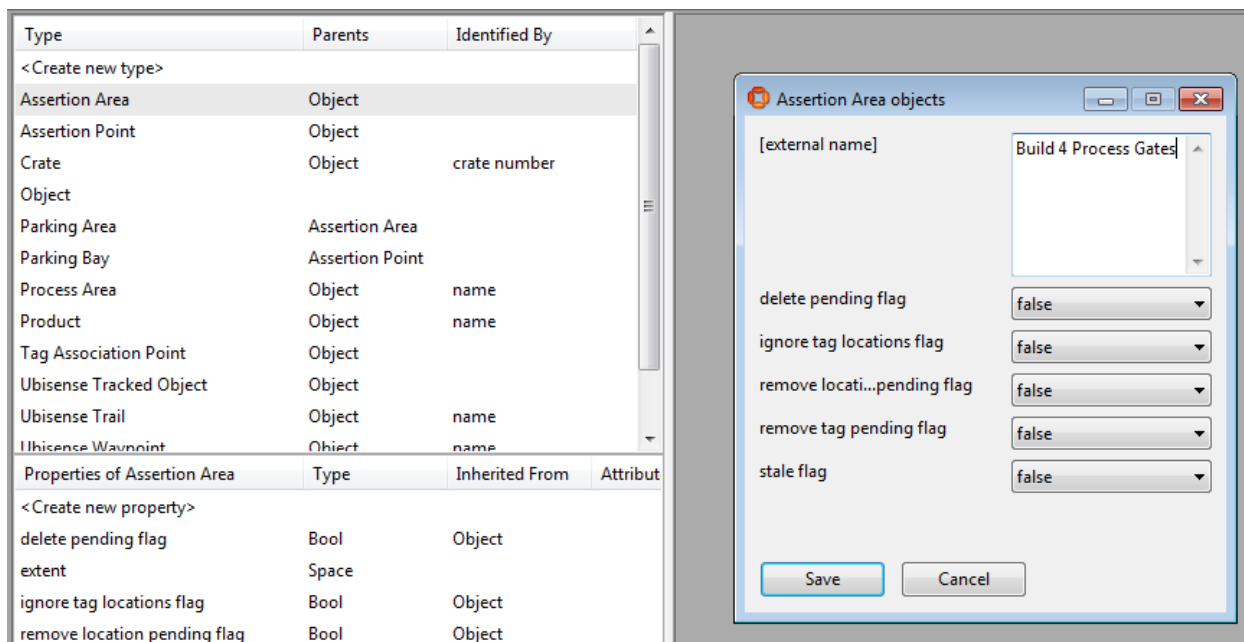 Type Parents Identified By
<Create new type>
Assertion Area Object
Assertion Point Object
Crate Object crate number
Object
Parking Area Assertion Area
Parking Bay Assertion Point
Process Area Object name
Product Object name
Tag Association Point Object
Ubisense Tracked Object Object
Ubisense Trail Object name
Ubisense Waypoint Object name
Properties of Assertion Area Type Inherited From Attribut
<Create new property>
delete pending flag Bool Object
extent Space
ignore tag locations flag Bool Object
remove location pending flag Bool Object
Assertion Area objects
[external name] Build 4 Process Gates
delete pending flag false
ignore tag locations flag false
remove locati...pending flag false
remove tag pending flag false
stale flag false
Save Cancel